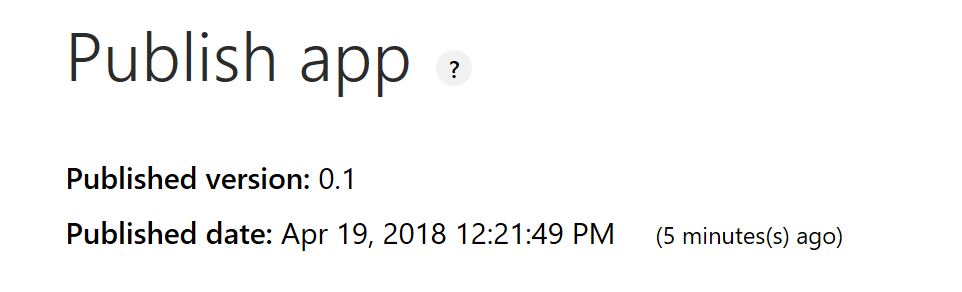 Publish app ?
Published version: 0.1
Published date: Apr 19, 2018 12:21:49 PM (5 minutes(s) ago)